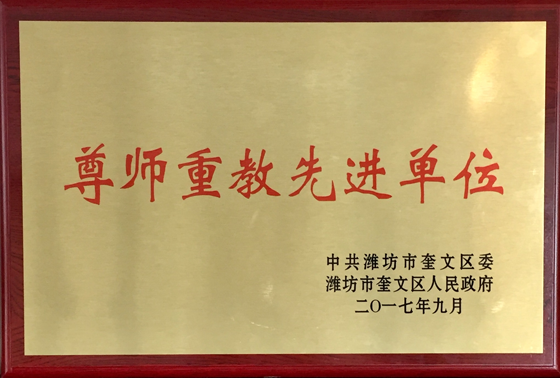 尊师重教先进单位
中共潍坊市奎文区委
潍坊市奎文区人民政府
二〇一七年九月